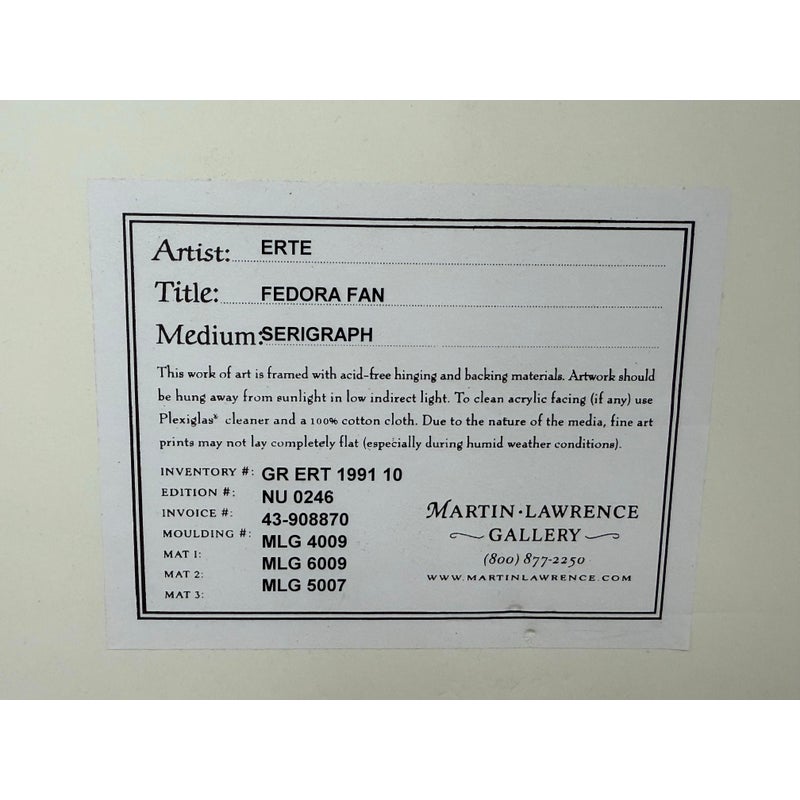 Artist: ERTE
Title: FEDORA FAN
Medium: SERIGRAPH
This work of art is framed with acid-free hinging and backing materials. Artwork should
be hung away from sunlight in low indirect light. To clean acrylic facing (if any) use
Plexiglas® cleaner and a 100% cotton cloth. Due to the nature of the media, fine art
prints may not lay completely flat (especially during humid weather conditions).
INVENTORY #: GR ERT 1991 10
EDITION #: NU 0246
INVOICE #: 43-908870
MOULDING #: MLG 4009
MAT 1: MLG 6009
MAT 2: MLG 5007
MAT 3:
MARTIN·LAWRENCE
GALLERY
(800) 877-2250
WWW.MARTINLAWRENCE.COM